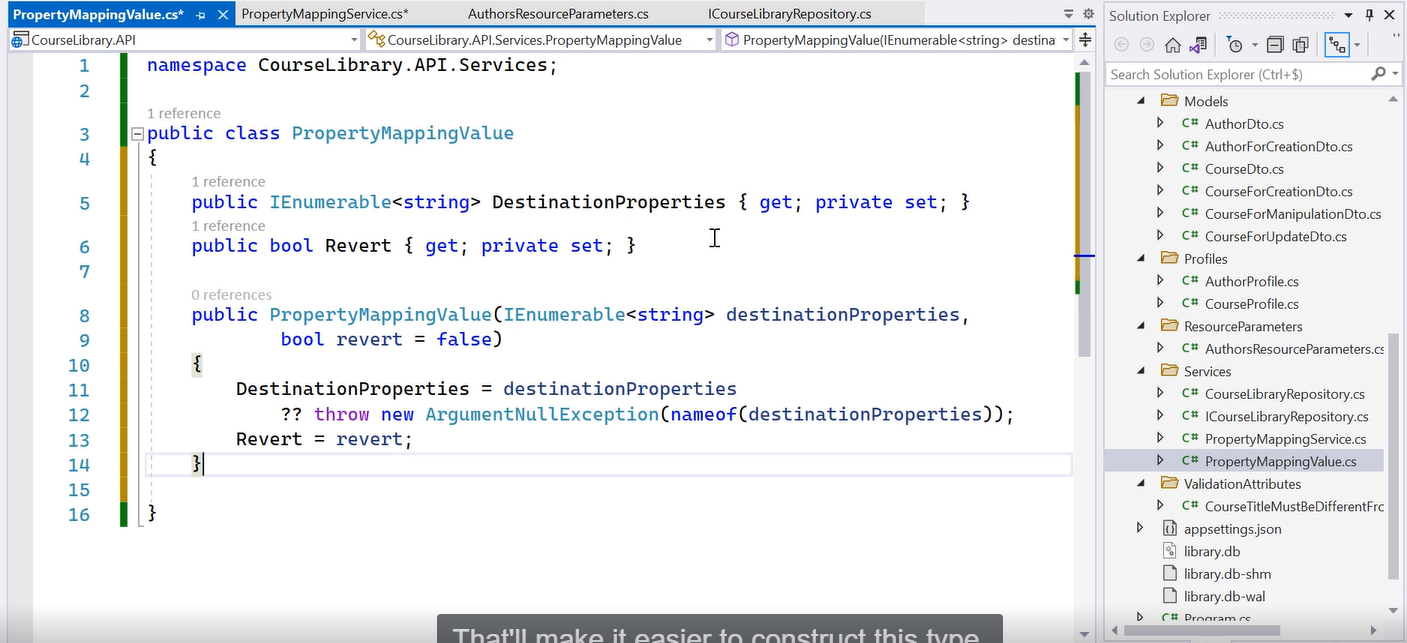 PropertyMappingValue.cs* PropertyMappingService.cs* AuthorsResourceParameters.cs ICourseLibraryRepository.cs
CourseLibrary.API CourseLibrary.API.Services.PropertyMappingValue PropertyMappingValue(IEnumerable<string> destina
1 namespace CourseLibrary.API.Services;
2
1 reference
3 public class PropertyMappingValue
4 {
1 reference
5 public IEnumerable<string> DestinationProperties { get; private set; }
1 reference
6 public bool Revert { get; private set; }
7
0 references
8 public PropertyMappingValue(IEnumerable<string> destinationProperties,
9 bool revert = false)
10 {
11 DestinationProperties = destinationProperties
12 ?? throw new ArgumentNullException(nameof(destinationProperties));
13 Revert = revert;
14 }
15
16 }
That'll make it easier to construct this type
Solution Explorer
Search Solution Explorer (Ctrl+$)
Models
C# AuthorDto.cs
C# AuthorForCreationDto.cs
C# CourseDto.cs
C# CourseForCreationDto.cs
C# CourseForManipulationDto.cs
C# CourseForUpdateDto.cs
Profiles
C# AuthorProfile.cs
C# CourseProfile.cs
ResourceParameters
C# AuthorsResourceParameters.cs
Services
C# CourseLibraryRepository.cs
C# ICourseLibraryRepository.cs
C# PropertyMappingService.cs
C# PropertyMappingValue.cs
ValidationAttributes
C# CourseTitleMustBeDifferentFrc
appsettings.json
library.db
library.db-shm
library.db-wal
C# Program.cs